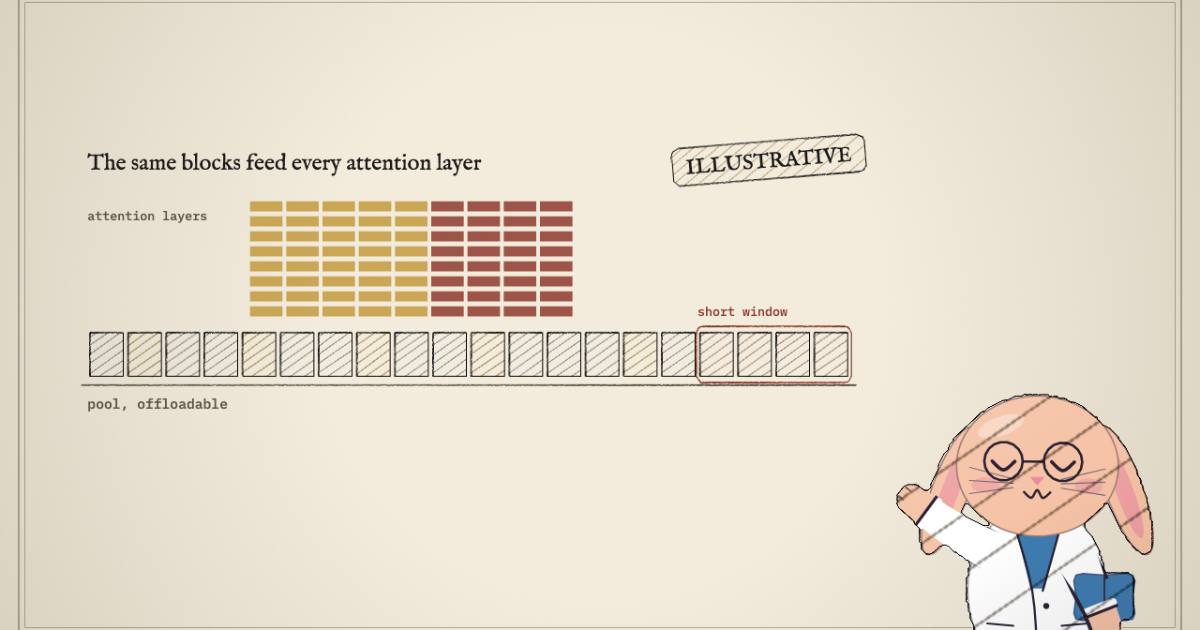 The same blocks feed every attention layer
ILLUSTRATIVE
attention layers
short window
pool, offloadable